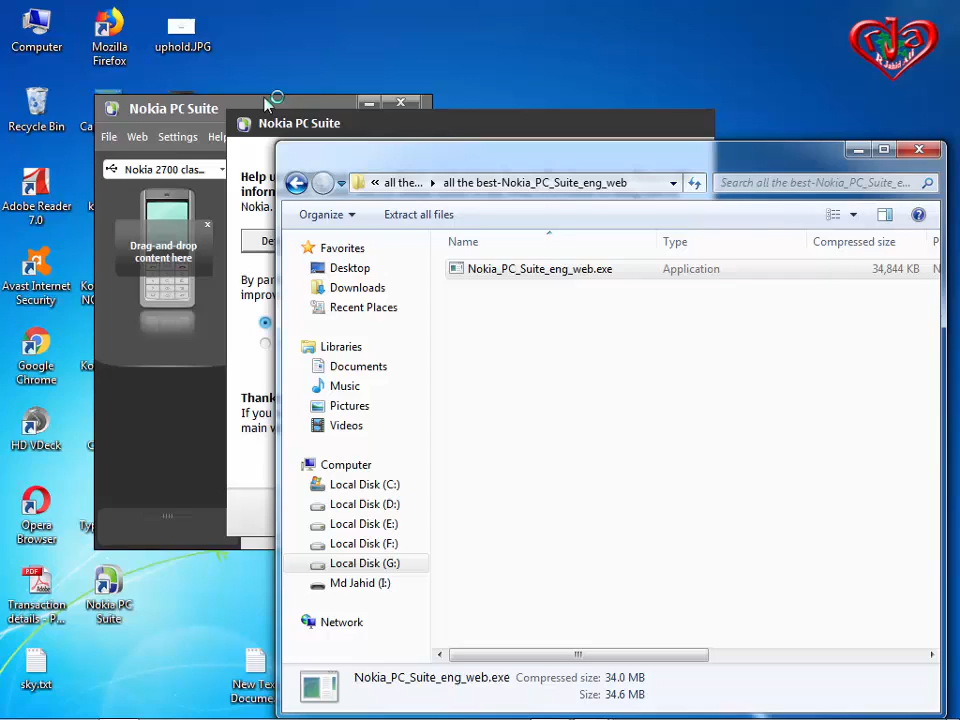 Computer
Mozilla
Firefox
uphold.JPG
Recycle Bin
Ca
Adobe Reader
7.0
Avast Internet
Security
Google
Chrome
HD VDeck
Opera
Browser
Transaction
details - P...
Nokia PC
Suite
sky.txt
New Text
Docume...
R Jahid Ali
Nokia PC Suite
File Web Settings Help
Nokia 2700 clas...
x
Drag-and-drop
content here
Nokia PC Suite
Help u
inform
Nokia.
De
By par
improv
Thank
If you
main v
all the... all the best-Nokia_PC_Suite_eng_web
Search all the best-Nokia_PC_Suite_e...
Organize Extract all files
Name Type Compressed size P
Nokia_PC_Suite_eng_web.exe Application 34,844 KB N
Favorites
Desktop
Downloads
Recent Places
Libraries
Documents
Music
Pictures
Videos
Computer
Local Disk (C:)
Local Disk (D:)
Local Disk (E:)
Local Disk (F:)
Local Disk (G:)
Md Jahid (I:)
Network
Nokia_PC_Suite_eng_web.exe Compressed size: 34.0 MB
Size: 34.6 MB